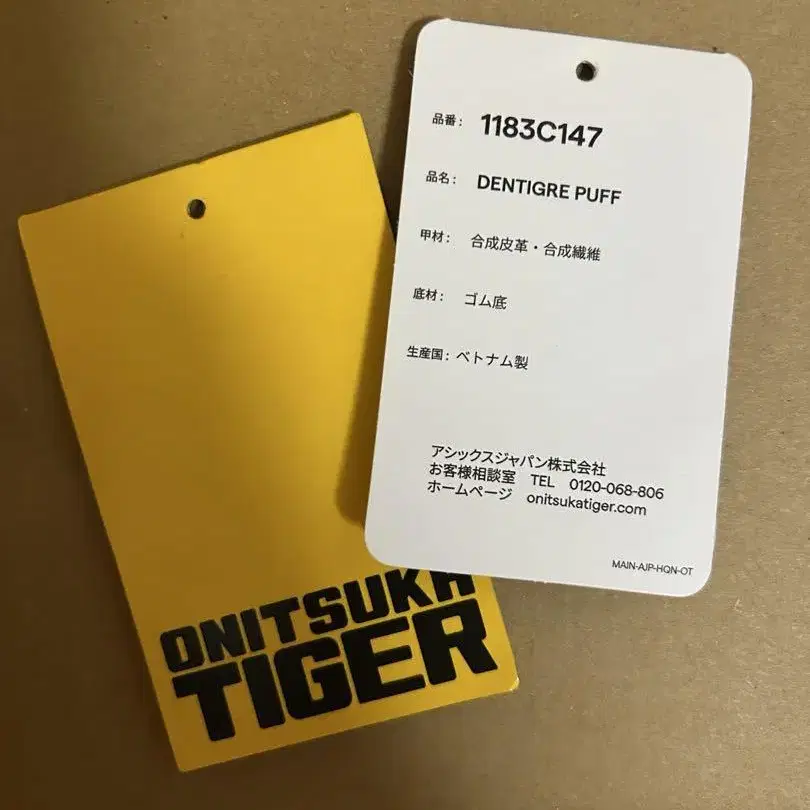 品番: 1183C147
品名: DENTIGRE PUFF
甲材: 合成皮革・合成繊維
底材: ゴム底
生産国: ベトナム製
アシックスジャパン株式会社
お客様相談室 TEL 0120-068-806
ホームページ onitsukatiger.com
MAIN-AJP-HQN-OT
ONITSUKA
TIGER